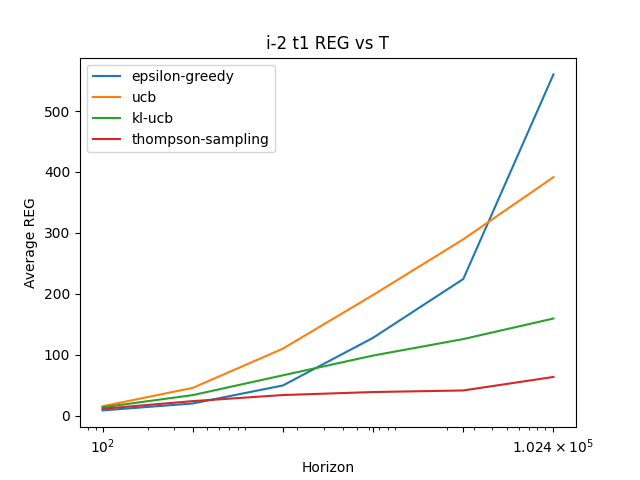 i-2 t1 REG vs T
epsilon-greedy
ucb
kl-ucb
thompson-sampling
500
400
300
200
100
0
Average REG
10²
1.024 × 10⁵
Horizon